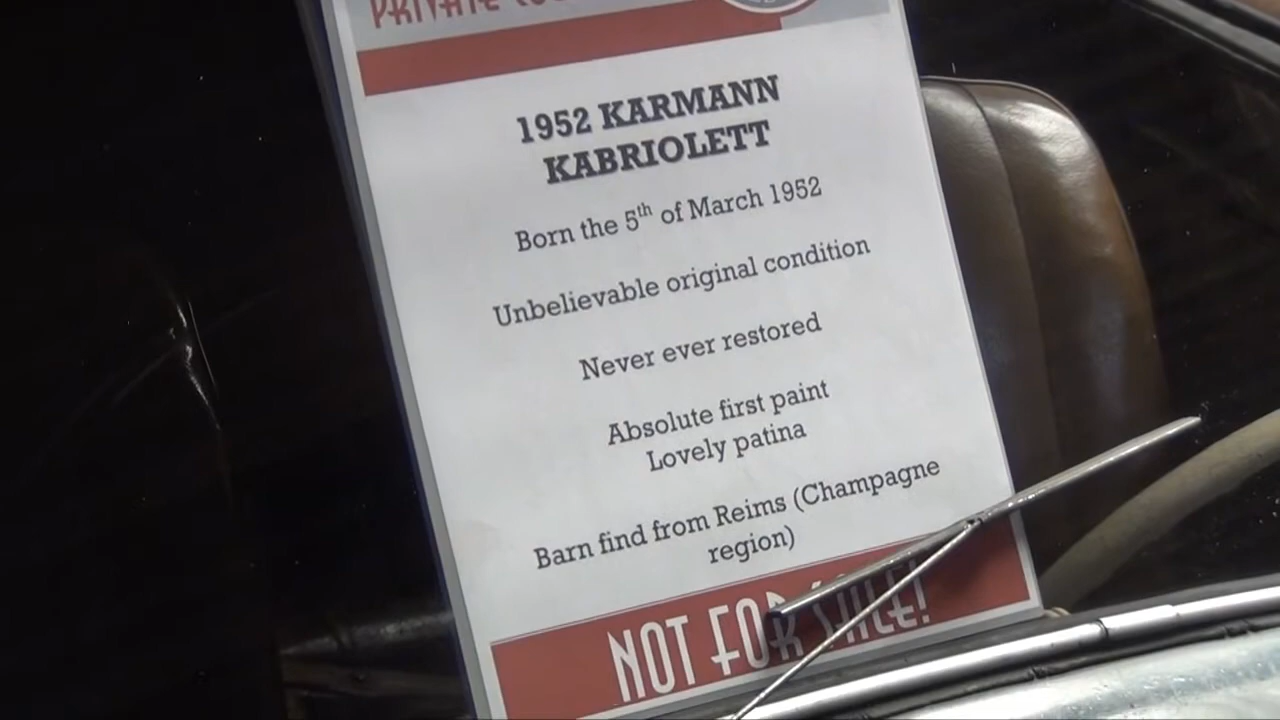 PRIVATE
1952 KARMANN
KABRIOLETT
Born the 5th of March 1952
Unbelievable original condition
Never ever restored
Absolute first paint
Lovely patina
Barn find from Reims (Champagne
region)
NOT FOR SALE!